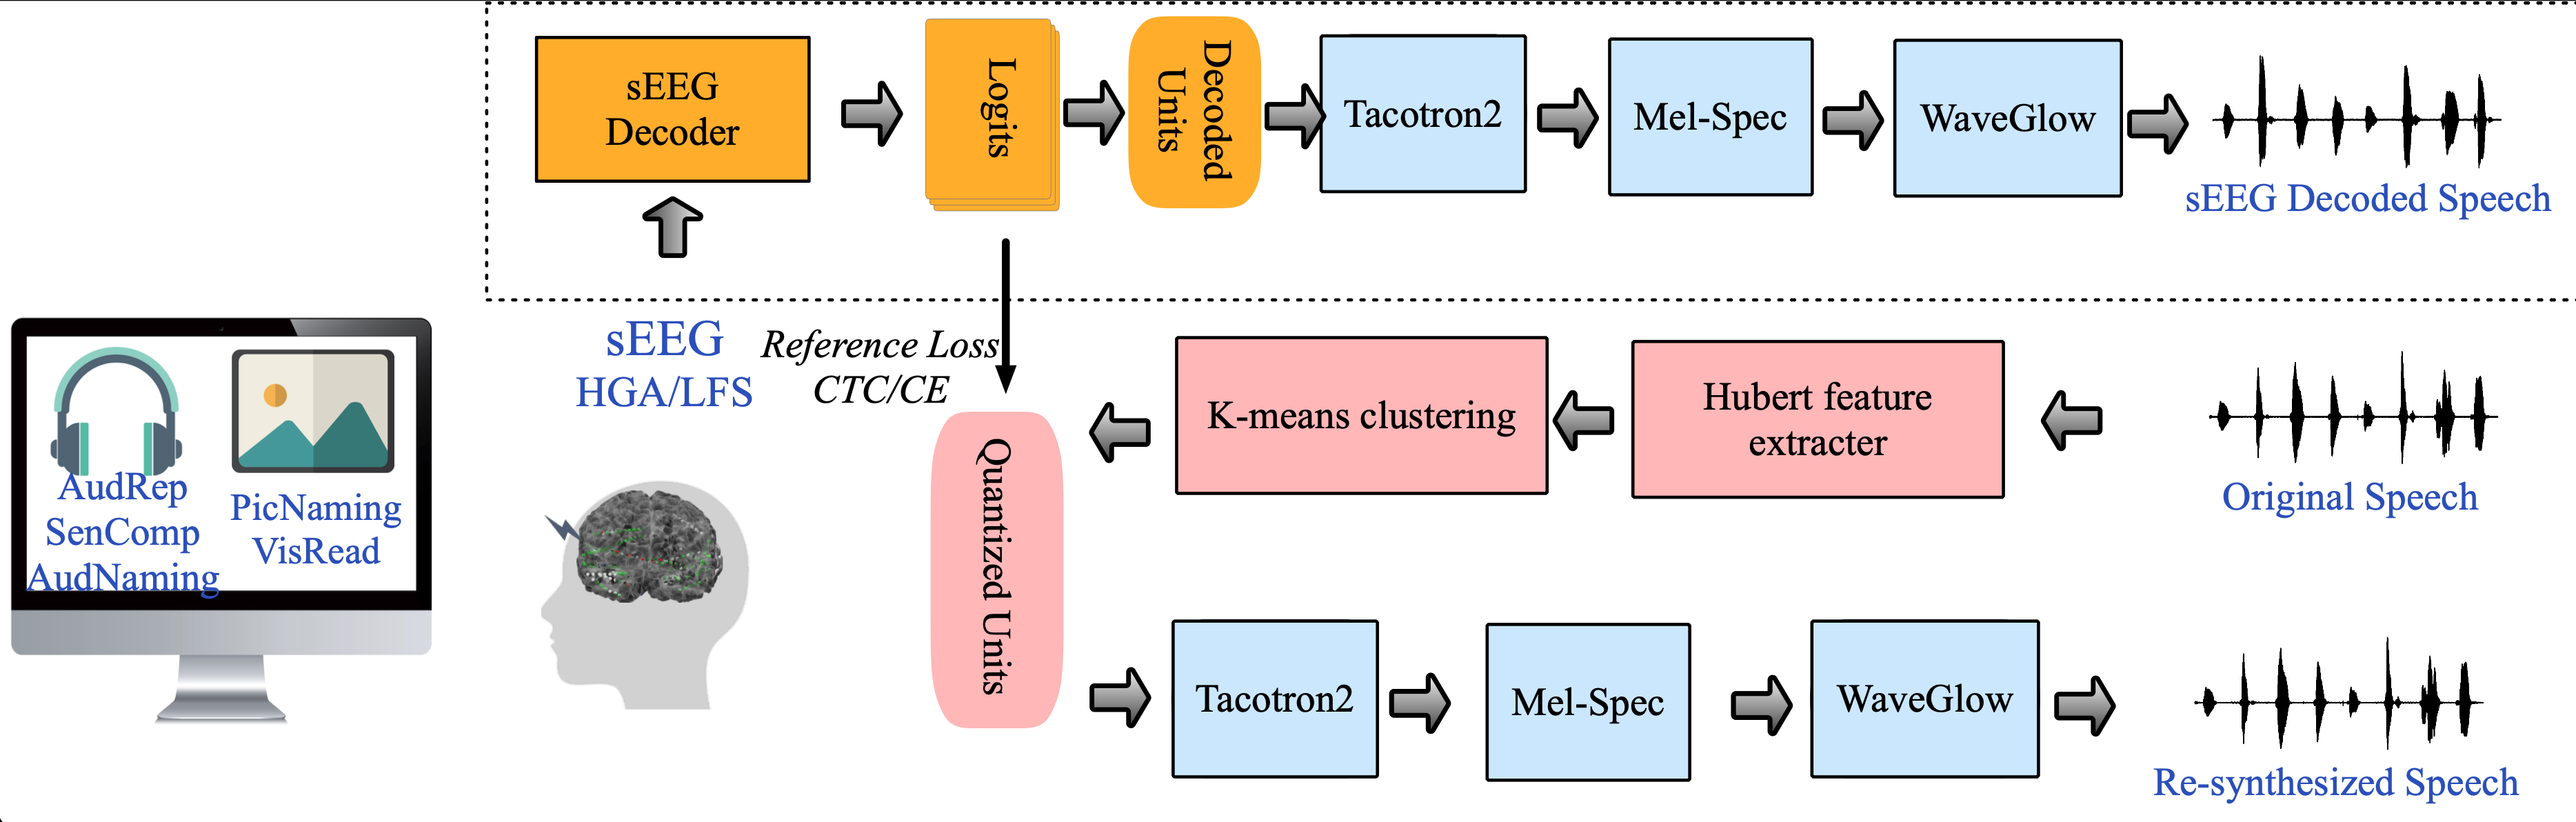 sEEG
Decoder
Logits
Decoded
Units
Tacotron2
Mel-Spec
WaveGlow
sEEG Decoded Speech
sEEG
HGA/LFS
Reference Loss
CTC/CE
K-means clustering
Hubert feature
extracter
Original Speech
AudRep
SenComp
AudNaming
PicNaming
VisRead
Quantized Units
Tacotron2
Mel-Spec
WaveGlow
Re-synthesized Speech